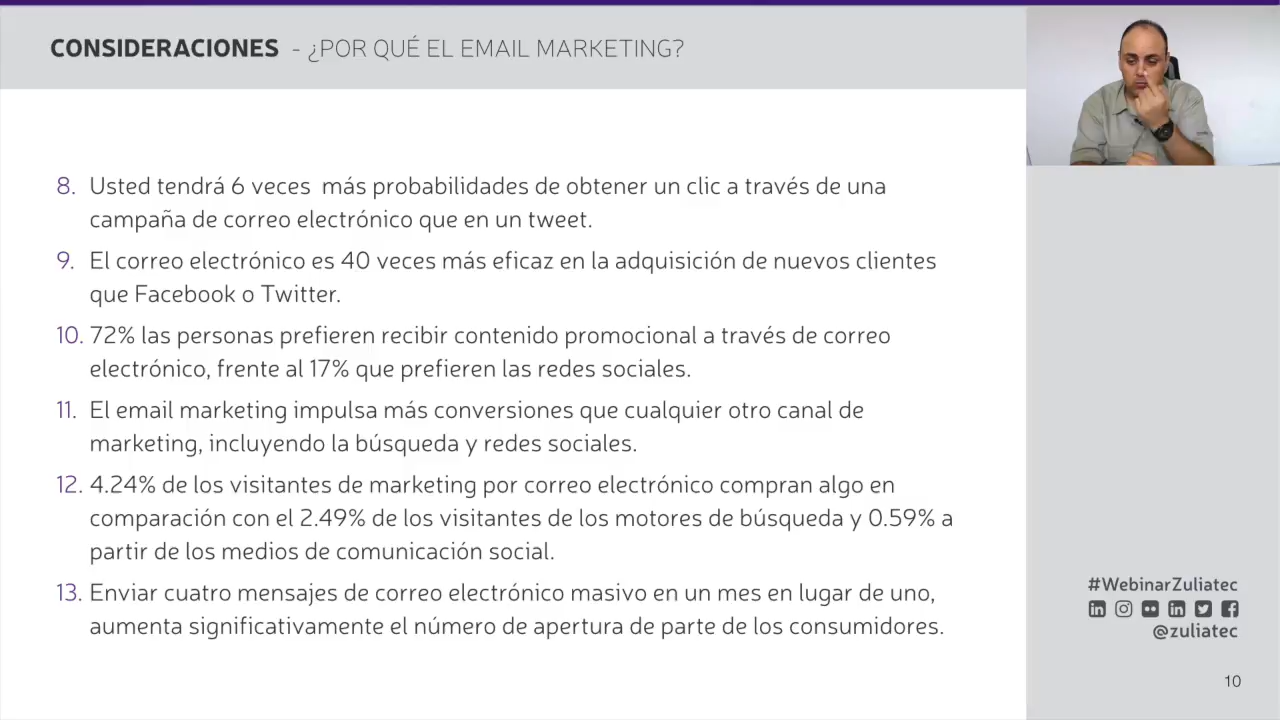 CONSIDERACIONES - ¿POR QUÉ EL EMAIL MARKETING?
8. Usted tendrá 6 veces más probabilidades de obtener un clic a través de una
campaña de correo electrónico que en un tweet.
9. El correo electrónico es 40 veces más eficaz en la adquisición de nuevos clientes
que Facebook o Twitter.
10. 72% las personas prefieren recibir contenido promocional a través de correo
electrónico, frente al 17% que prefieren las redes sociales.
11. El email marketing impulsa más conversiones que cualquier otro canal de
marketing, incluyendo la búsqueda y redes sociales.
12. 4.24% de los visitantes de marketing por correo electrónico compran algo en
comparación con el 2.49% de los visitantes de los motores de búsqueda y 0.59% a
partir de los medios de comunicación social.
13. Enviar cuatro mensajes de correo electrónico masivo en un mes en lugar de uno,
aumenta significativamente el número de apertura de parte de los consumidores.
#WebinarZuliatec
@zuliatec
10